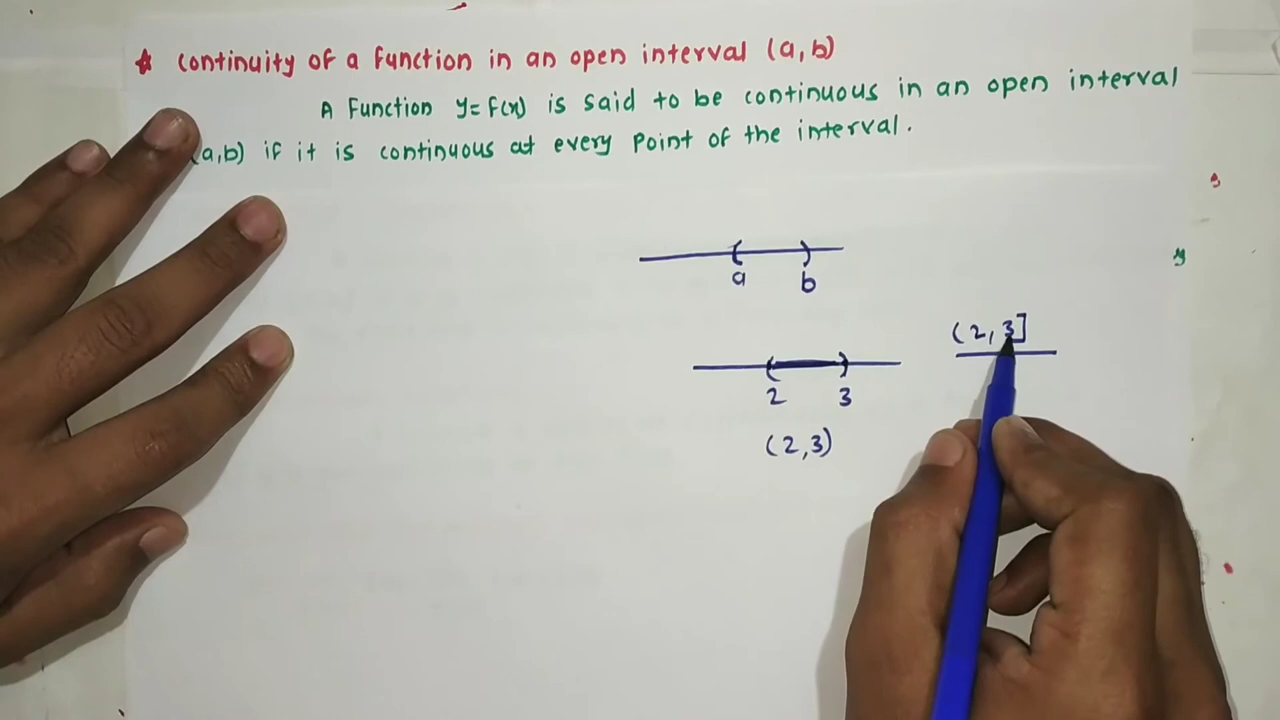 * Continuity of a function in an open interval (a,b)
A Function y=f(x) is said to be continuous in an open interval
(a,b) if it is continuous at every point of the interval.
a b
(2,3]
2 3
(2,3)